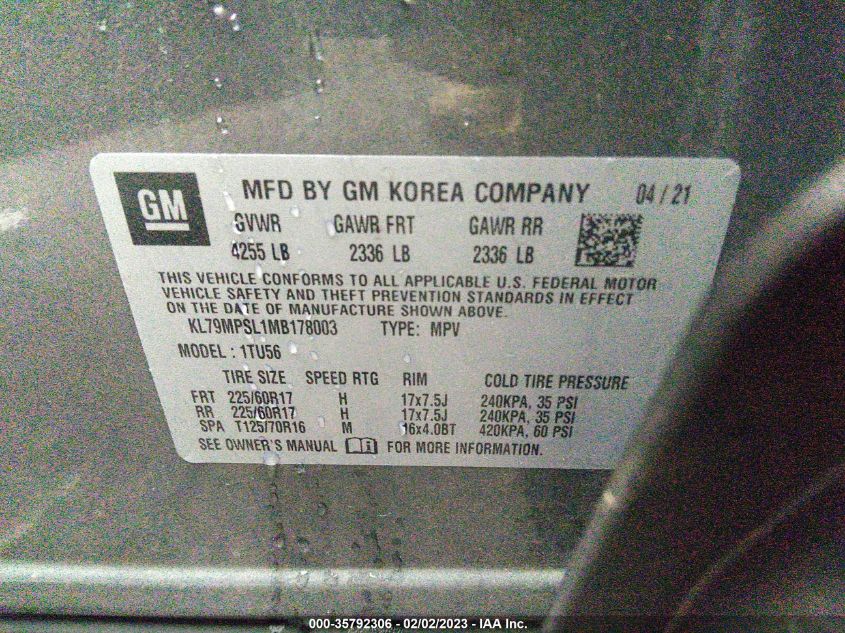 GM
MFD BY GM KOREA COMPANY 04/21
GVWR GAWR FRT GAWR RR
4255 LB 2336 LB 2336 LB
THIS VEHICLE CONFORMS TO ALL APPLICABLE U.S. FEDERAL MOTOR
VEHICLE SAFETY AND THEFT PREVENTION STANDARDS IN EFFECT
ON THE DATE OF MANUFACTURE SHOWN ABOVE.
KL79MPSL1MB178003 TYPE: MPV
MODEL: 1TU56
TIRE SIZE SPEED RTG RIM COLD TIRE PRESSURE
FRT 225/60R17 H 17x7.5J 240KPA, 35 PSI
RR 225/60R17 H 17x7.5J 240KPA, 35 PSI
SPA T125/70R16 M 16x4.0BT 420KPA, 60 PSI
SEE OWNER'S MANUAL FOR MORE INFORMATION.
000-35792306 - 02/02/2023 - IAA Inc.